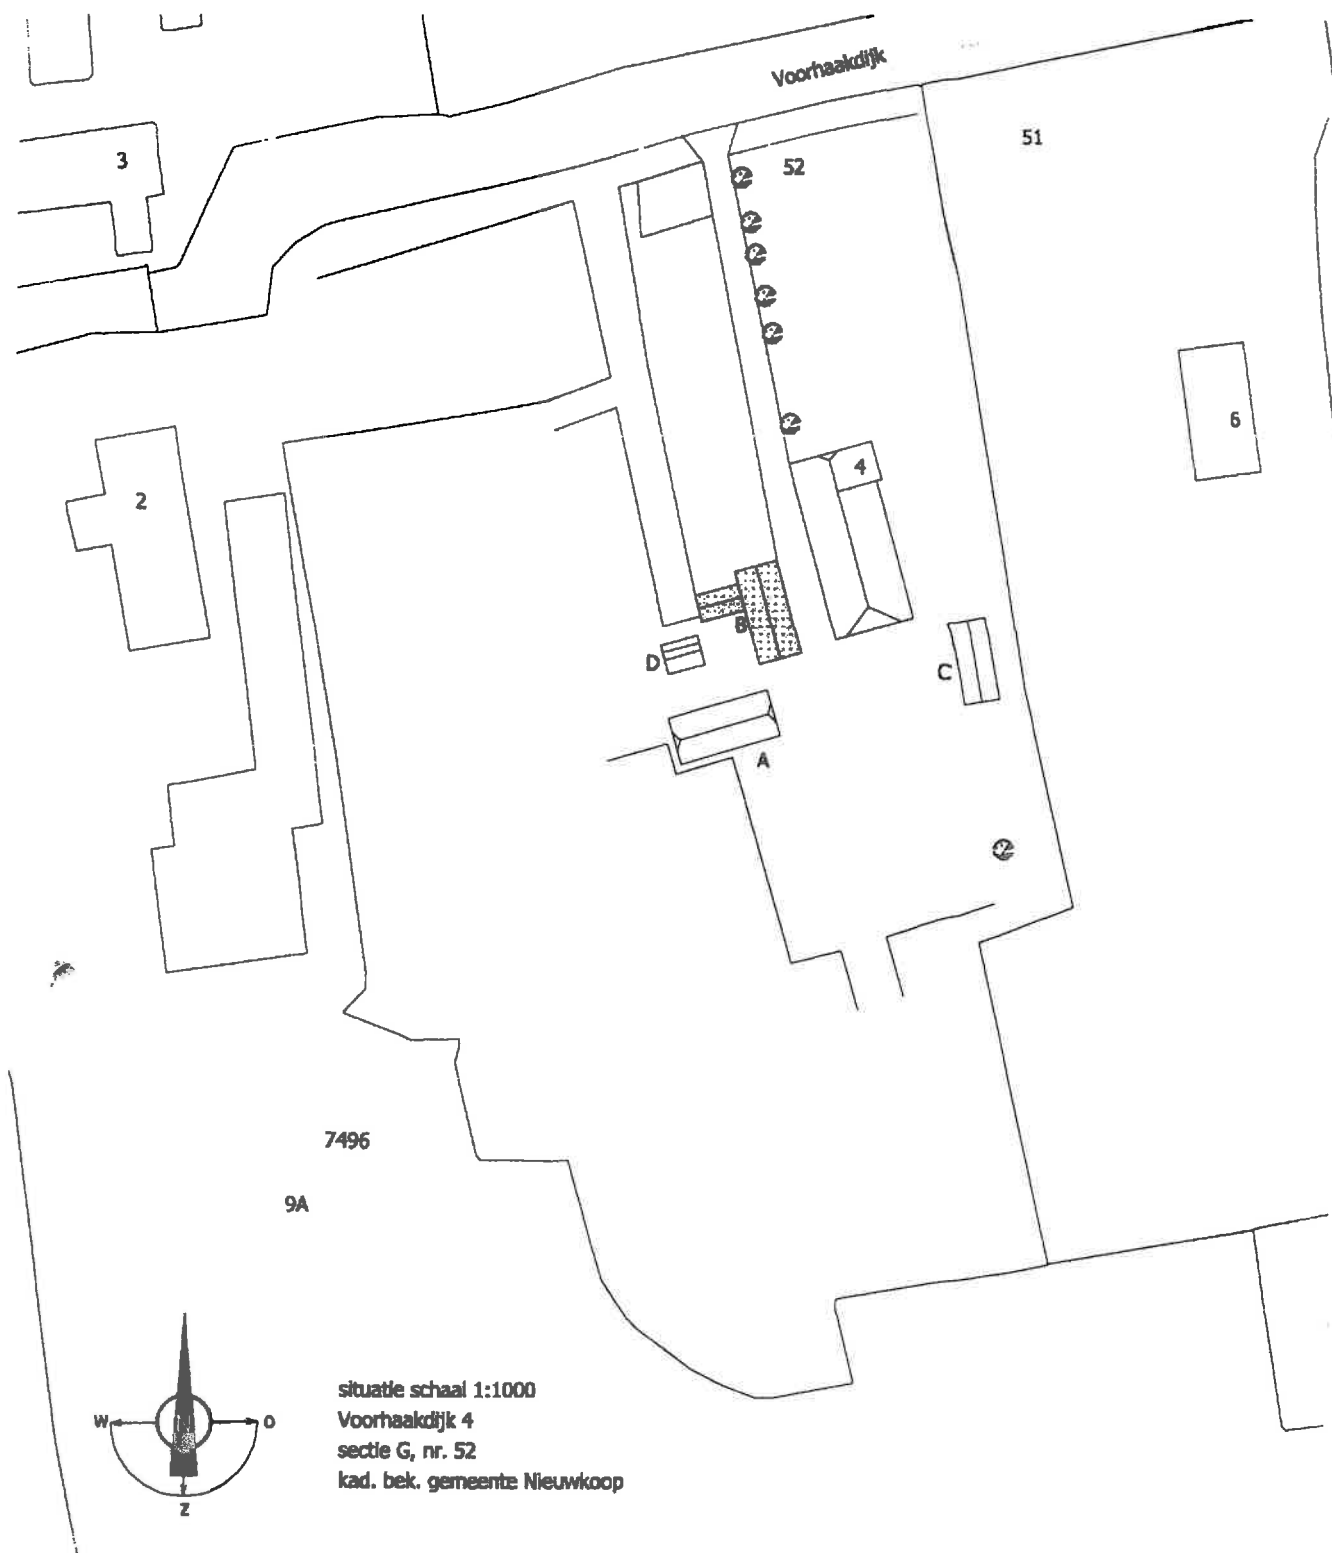 Voorhaakdijk
51
3
52
6
4
2
B
D
C
A
7496
9A
W
O
Z
situatie schaal 1:1000
Voorhaakdijk 4
sectie G, nr. 52
kad. bek. gemeente Nieuwkoop